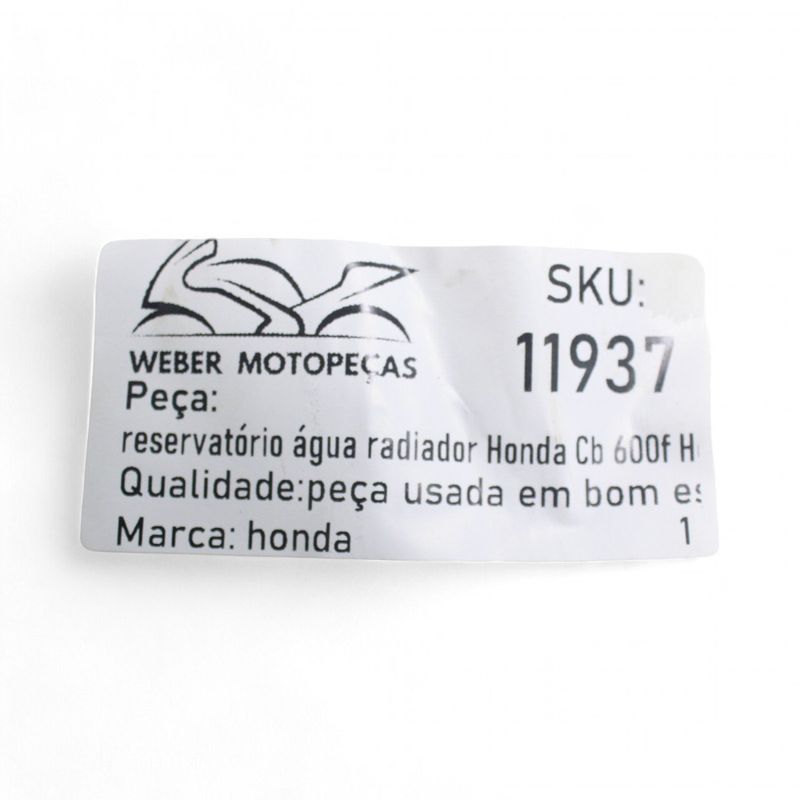 WEBER MOTOPEÇAS
SKU:
11937
Peça:
reservatório água radiador Honda Cb 600f H
Qualidade:peça usada em bom es
Marca: honda 1